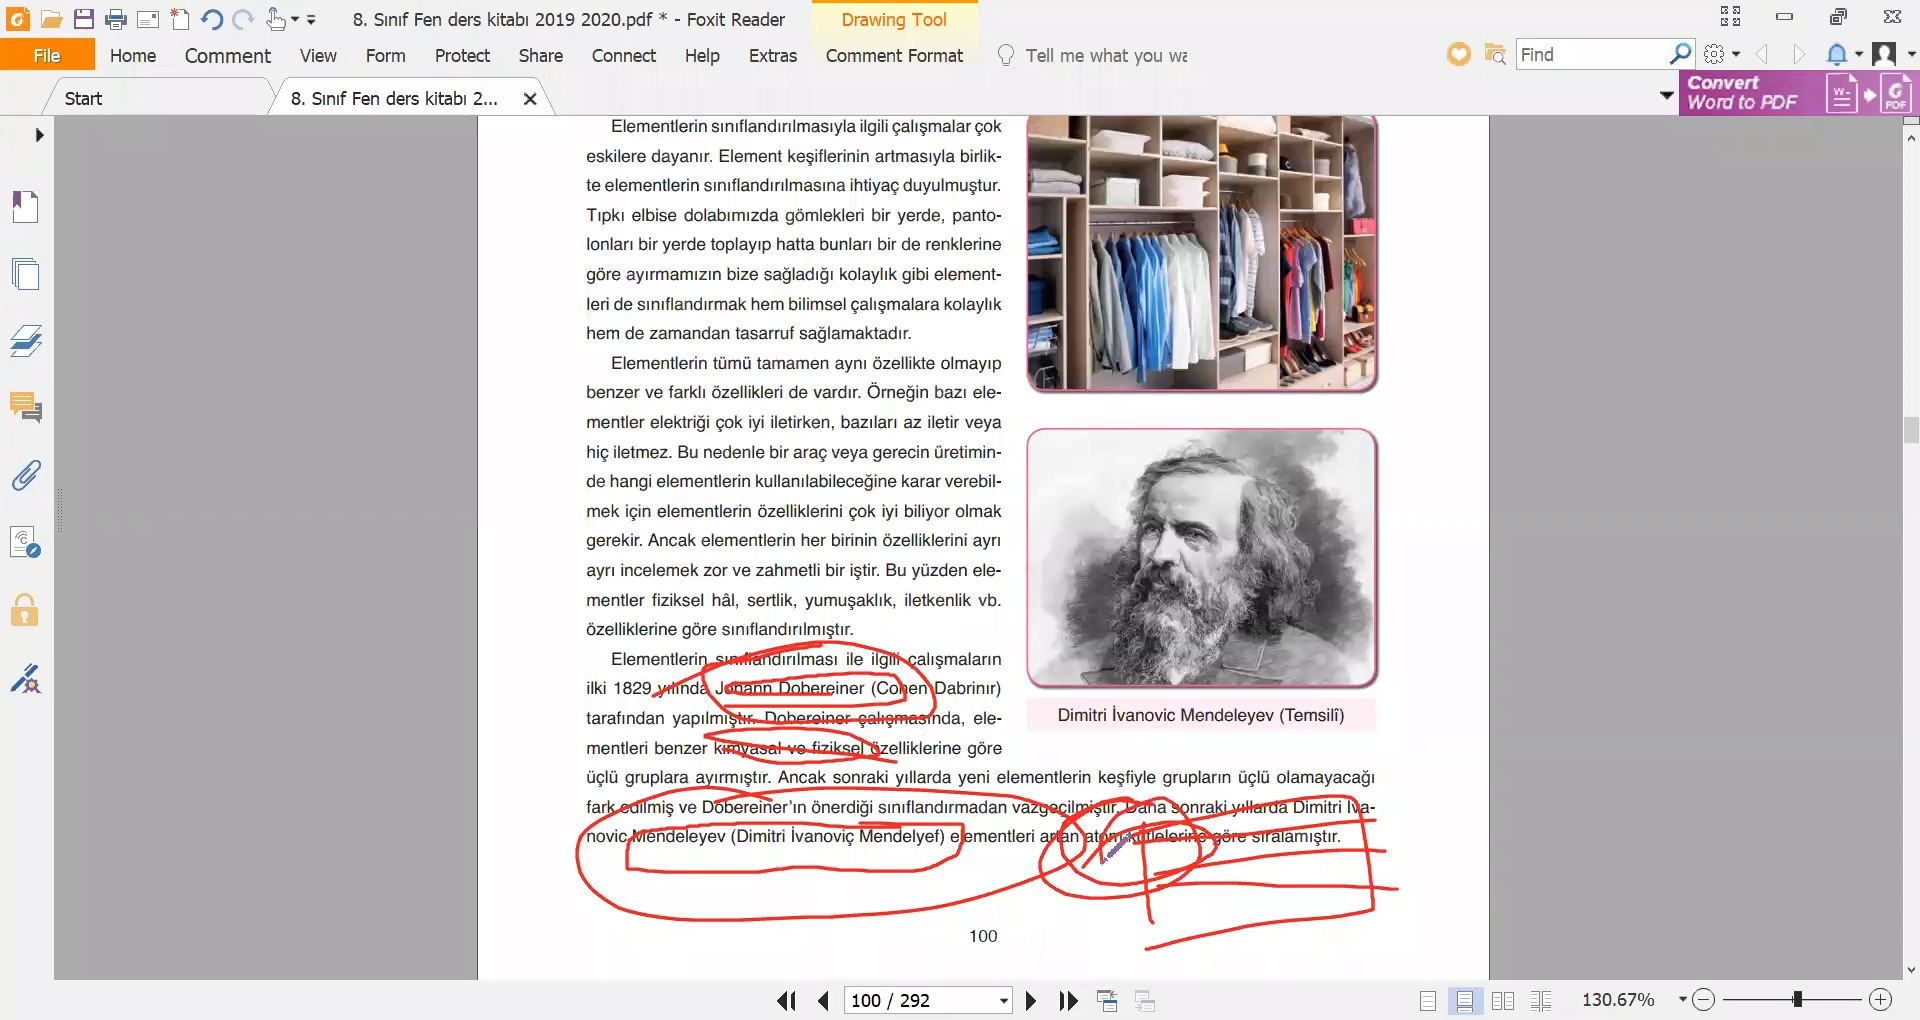 8. Sınıf Fen ders kitabı 2019 2020.pdf * - Foxit Reader
Drawing Tool
File
Home
Comment
View
Form
Protect
Share
Connect
Help
Extras
Comment Format
Tell me what you wa
Find
Start
8. Sınıf Fen ders kitabı 2...
Convert
Word to PDF
W
PDF
Elementlerin sınıflandırılmasıyla ilgili çalışmalar çok
eskilere dayanır. Element keşiflerinin artmasıyla birlik-
te elementlerin sınıflandırılmasına ihtiyaç duyulmuştur.
Tıpkı elbise dolabımızda gömlekleri bir yerde, panto-
lonları bir yerde toplayıp hatta bunları bir de renklerine
göre ayırmamızın bize sağladığı kolaylık gibi element-
leri de sınıflandırmak hem bilimsel çalışmalara kolaylık
hem de zamandan tasarruf sağlamaktadır.
Elementlerin tümü tamamen aynı özellikte olmayıp
benzer ve farklı özellikleri de vardır. Örneğin bazı ele-
mentler elektriği çok iyi iletirken, bazıları az iletir veya
hiç iletmez. Bu nedenle bir araç veya gerecin üretimin-
de hangi elementlerin kullanılabileceğine karar verebil-
mek için elementlerin özelliklerini çok iyi biliyor olmak
gerekir. Ancak elementlerin her birinin özelliklerini ayrı
ayrı incelemek zor ve zahmetli bir iştir. Bu yüzden ele-
mentler fiziksel hâl, sertlik, yumuşaklık, iletkenlik vb.
özelliklerine göre sınıflandırılmıştır.
Elementlerin sınıflandırılması ile ilgili çalışmaların
ilki 1829 yılında Johann Dobereiner (Cohen Dabrinır)
tarafından yapılmıştır. Dobereiner çalışmasında, ele-
mentleri benzer kimyasal ve fiziksel özelliklerine göre
üçlü gruplara ayırmıştır. Ancak sonraki yıllarda yeni elementlerin keşfiyle grupların üçlü olamayacağı
fark edilmiş ve Dobereiner'ın önerdiği sınıflandırmadan vazgeçilmiştir. Daha sonraki yıllarda Dimitri İva-
novic Mendeleyev (Dimitri İvanoviç Mendelyef) elementleri artan atom kütlelerine göre sıralamıştır.
Dimitri İvanovic Mendeleyev (Temsilî)
100
100 / 292
130.67%